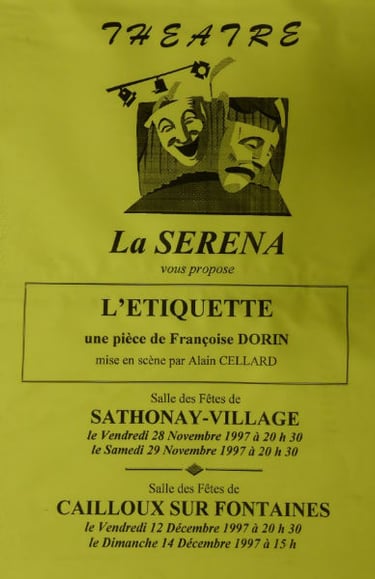 THEATRE
La SERENA
vous propose
L'ETIQUETTE
une pièce de Françoise DORIN
mise en scène par Alain CELLARD
Salle des Fêtes de
SATHONAY-VILLAGE
le Vendredi 28 Novembre 1997 à 20 h 30
le Samedi 29 Novembre 1997 à 20 h 30
Salle des Fêtes de
CAILLOUX SUR FONTAINES
le Vendredi 12 Décembre 1997 à 20 h 30
le Dimanche 14 Décembre 1997 à 15 h